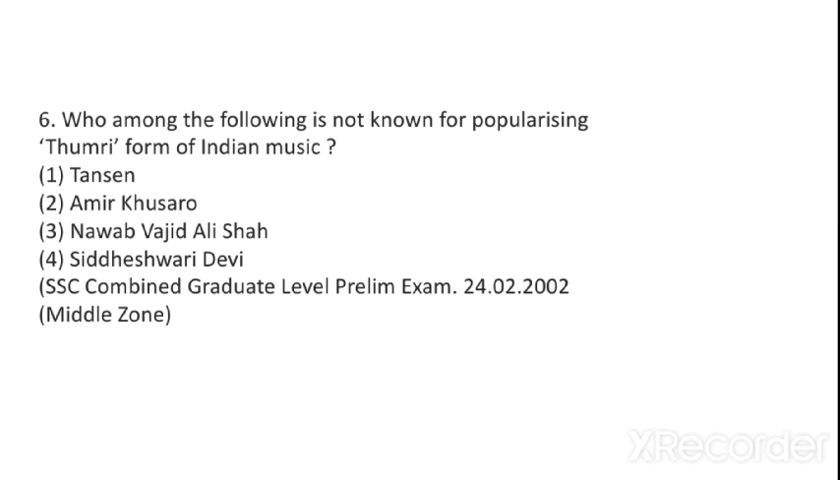 6. Who among the following is not known for popularising
‘Thumri’ form of Indian music ?
(1) Tansen
(2) Amir Khusaro
(3) Nawab Vajid Ali Shah
(4) Siddheshwari Devi
(SSC Combined Graduate Level Prelim Exam. 24.02.2002
(Middle Zone)
XRecorder